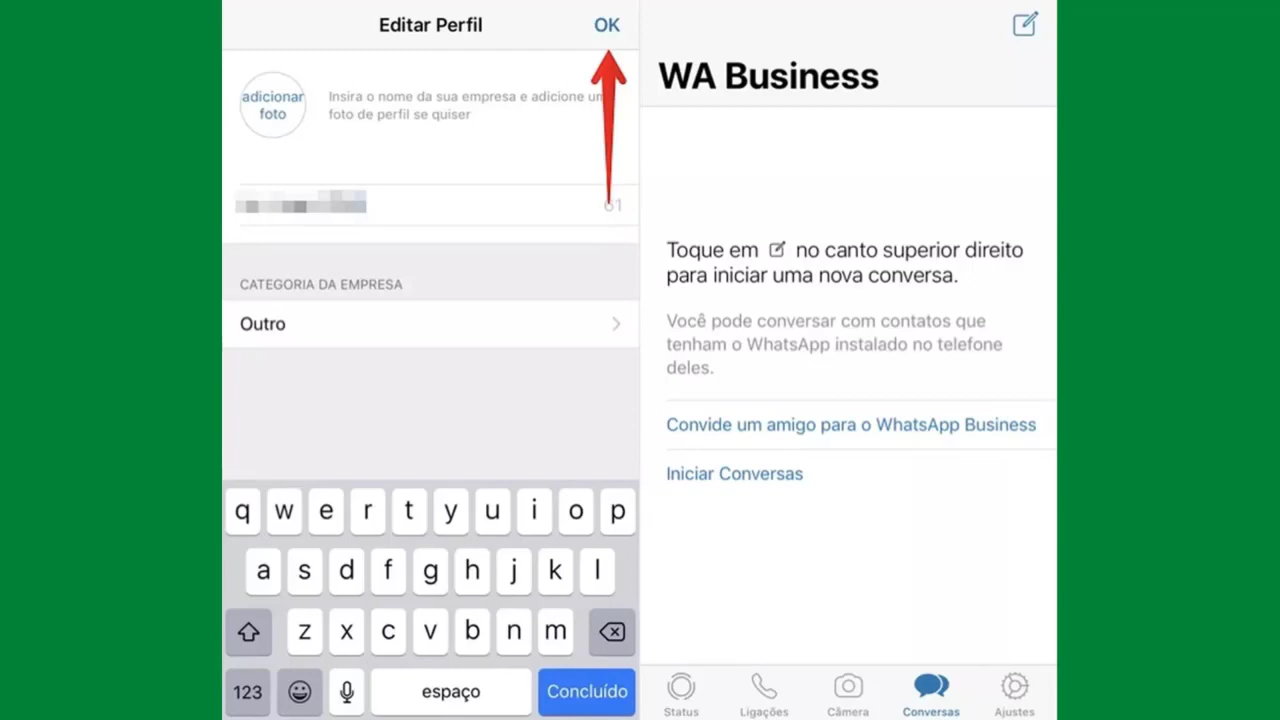 Editar Perfil
OK
adicionar
foto
Insira o nome da sua empresa e adicione
foto de perfil se quiser
CATEGORIA DA EMPRESA
Outro
q w e r t y u i o p
a s d f g h j k l
z x c v b n m
123
espaço
Concluído
WA Business
Toque em no canto superior direito
para iniciar uma nova conversa.
Você pode conversar com contatos que
tenham o WhatsApp instalado no telefone
deles.
Convide um amigo para o WhatsApp Business
Iniciar Conversas
Status
Ligações
Câmera
Conversas
Ajustes